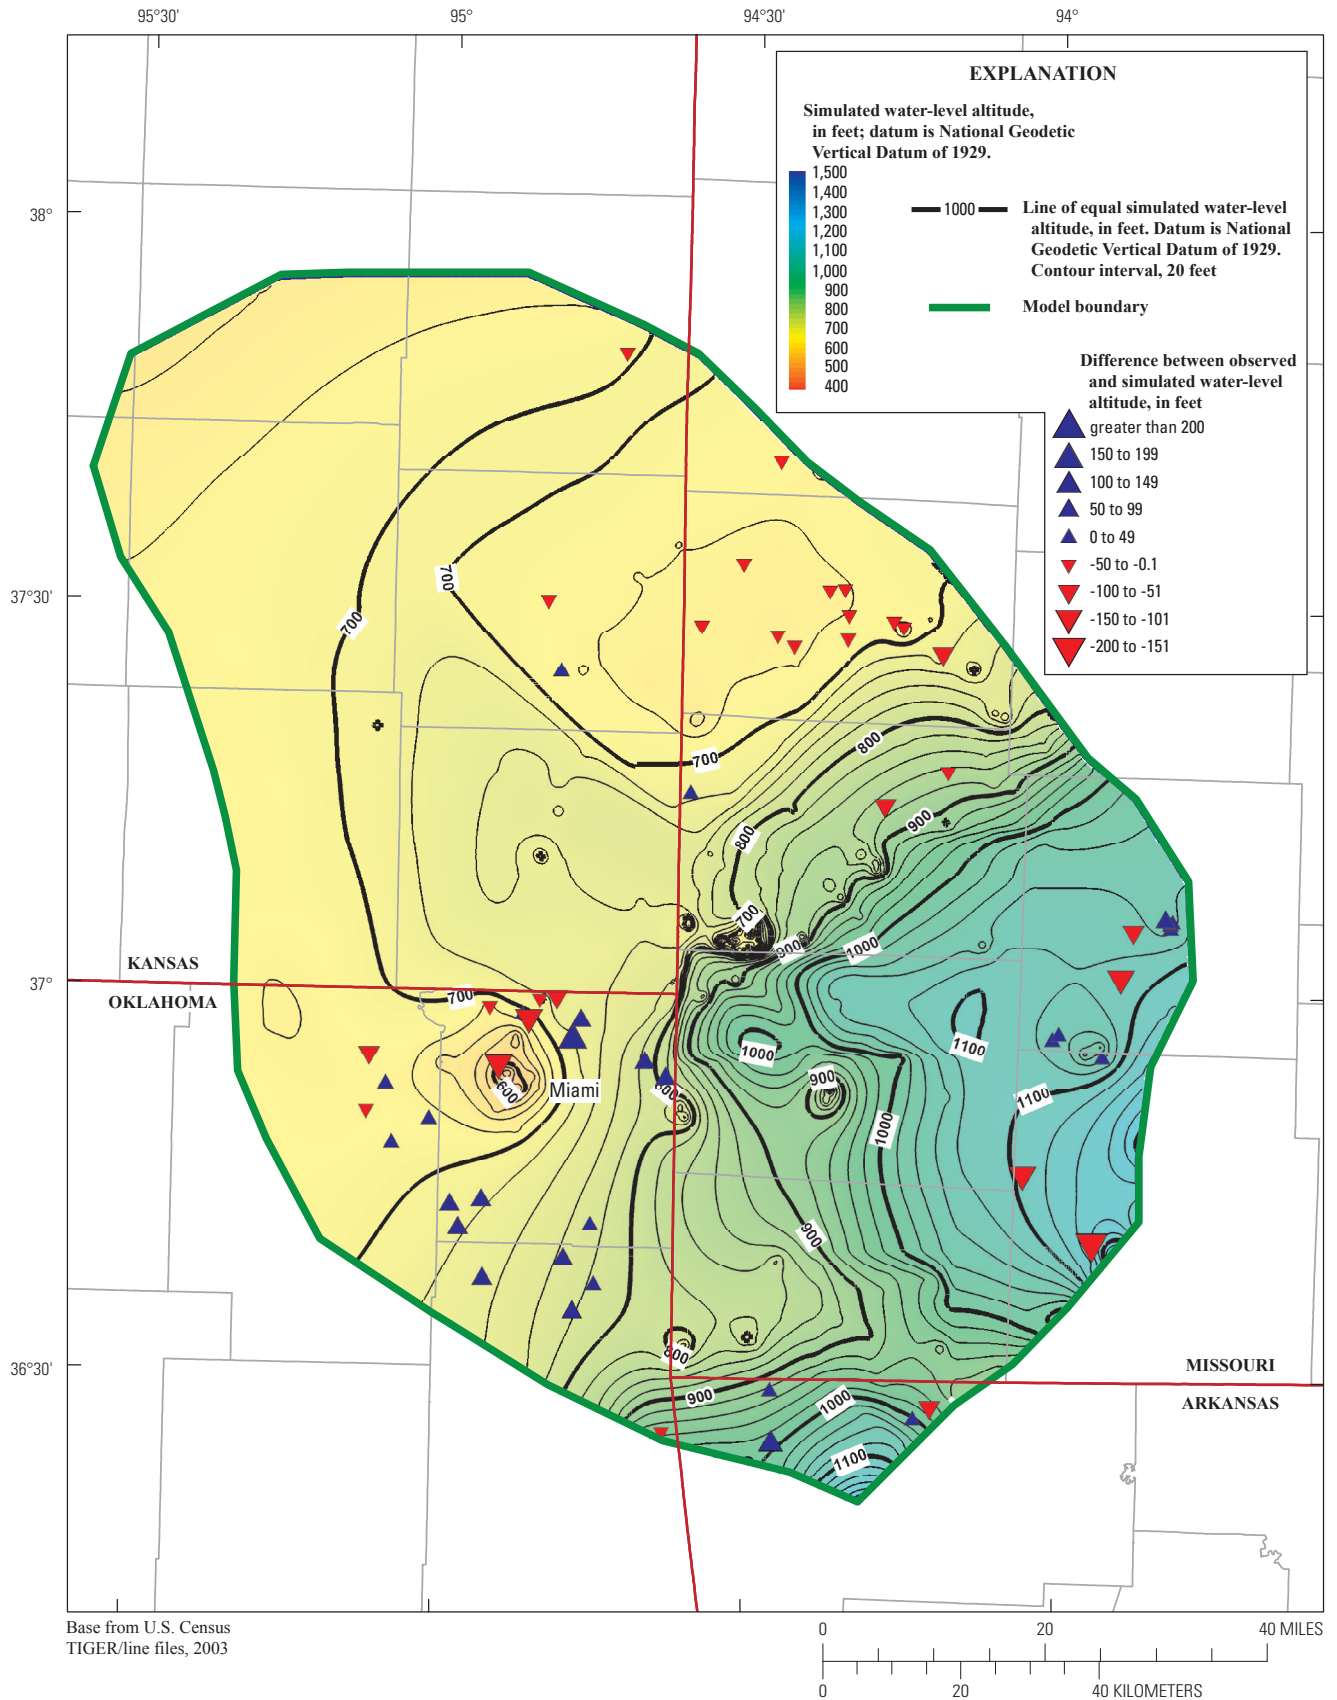 95°30'
95°
94°30'
94°
EXPLANATION
Simulated water-level altitude,
in feet; datum is National Geodetic
Vertical Datum of 1929.
1,500
1,400
1,300
1,200
1,100
1,000
900
800
700
600
500
400
1000
Line of equal simulated water-level
altitude, in feet. Datum is National
Geodetic Vertical Datum of 1929.
Contour interval, 20 feet
Model boundary
Difference between observed
and simulated water-level
altitude, in feet
greater than 200
150 to 199
100 to 149
50 to 99
0 to 49
-50 to -0.1
-100 to -51
-150 to -101
-200 to -151
38°
37°30'
37°
36°30'
700
700
700
800
900
800
700
900
1000
KANSAS
OKLAHOMA
700
1100
1000
900
600
Miami
800
1100
1000
900
800
MISSOURI
ARKANSAS
900
1000
1100
Base from U.S. Census
TIGER/line files, 2003
0 20 40 MILES
0 20 40 KILOMETERS